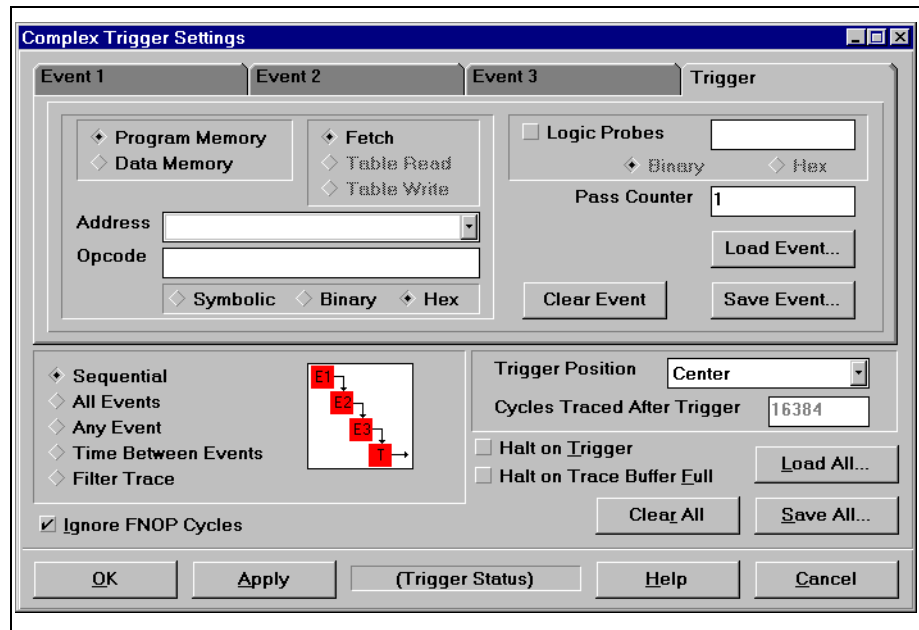 Complex Trigger Settings
Event 1 Event 2 Event 3 Trigger
Program Memory
Data Memory
Fetch
Table Read
Table Write
Address
Opcode
Symbolic Binary Hex
Logic Probes
Binary Hex
Pass Counter 1
Load Event...
Clear Event Save Event...
Sequential
All Events
Any Event
Time Between Events
Filter Trace
E1
E2
E3
T
Ignore FNOP Cycles
Trigger Position Center
Cycles Traced After Trigger 16384
Halt on Trigger
Halt on Trace Buffer Full
Load All...
Clear All Save All...
OK Apply (Trigger Status) Help Cancel